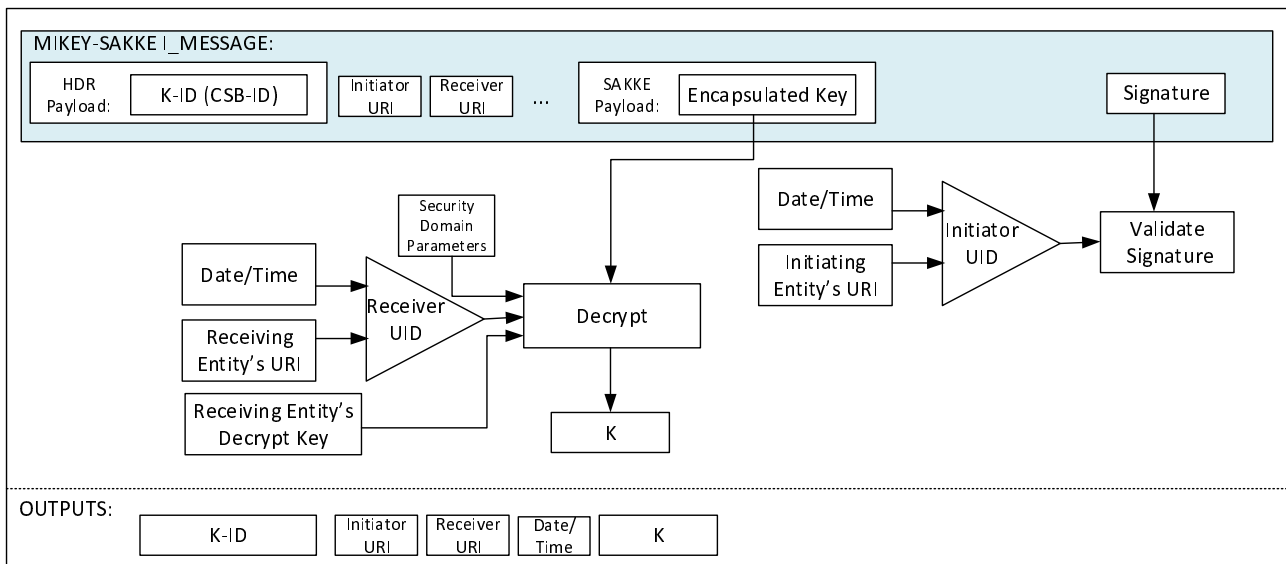 MIKEY-SAKKE I_MESSAGE:
HDR
Payload:
K-ID (CSB-ID)
Initiator
URI
Receiver
URI
...
SAKKE
Payload:
Encapsulated Key
Signature
Date/Time
Initiating
Entity's URI
Initiator
UID
Validate
Signature
Security
Domain
Parameters
Date/Time
Receiving
Entity's URI
Receiver
UID
Decrypt
Receiving Entity's
Decrypt Key
K
OUTPUTS:
K-ID
Initiator
URI
Receiver
URI
Date/
Time
K